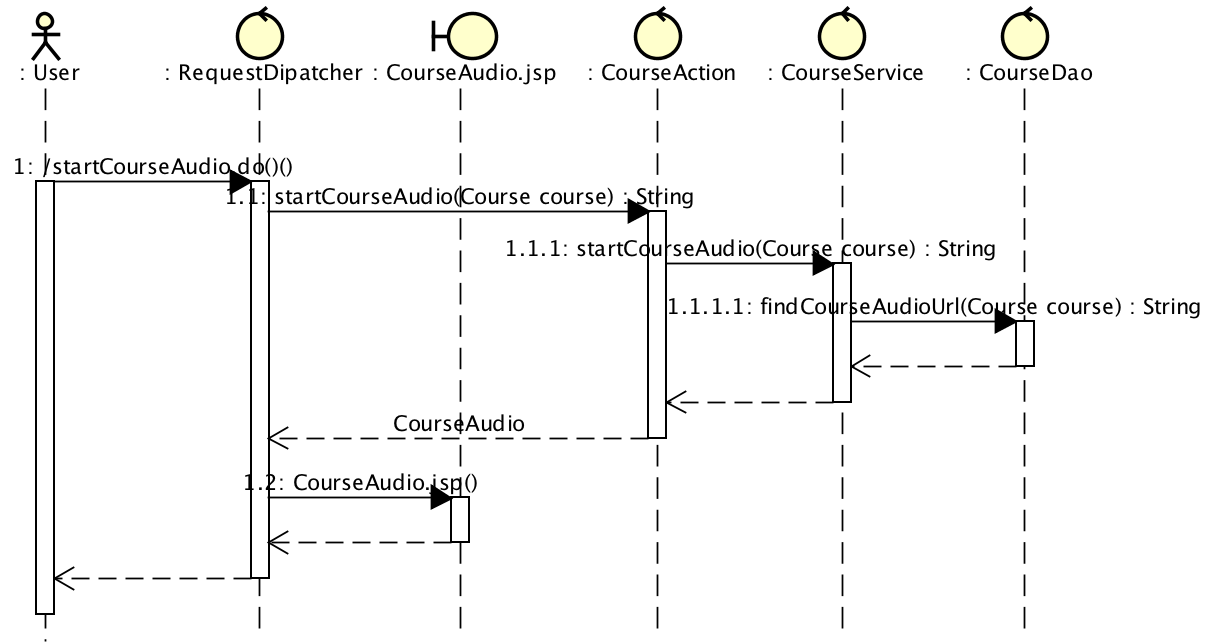 : User
: RequestDipatcher
: CourseAudio.jsp
: CourseAction
: CourseService
: CourseDao
1: /startCourseAudio.do()()
1.1: startCourseAudio(Course course) : String
1.1.1: startCourseAudio(Course course) : String
1.1.1.1: findCourseAudioUrl(Course course) : String
CourseAudio
1.2: CourseAudio.jsp()